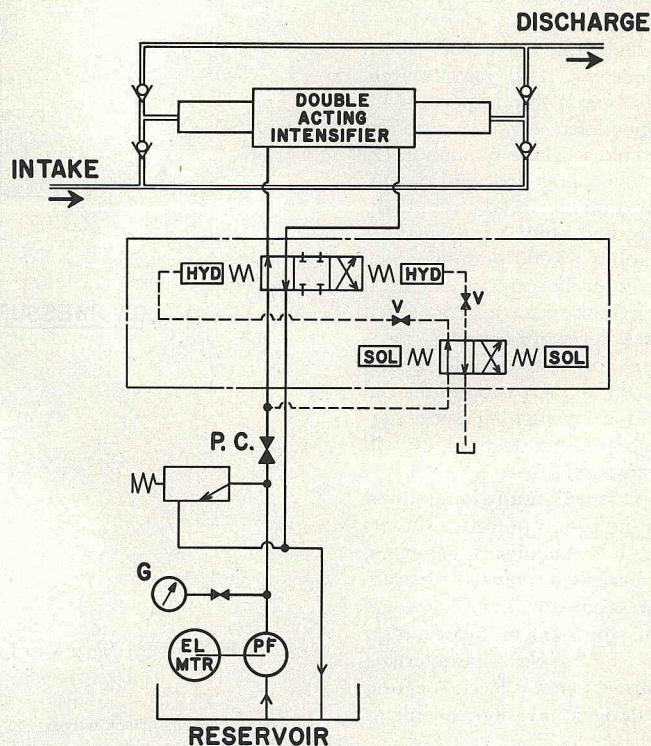 DISCHARGE
DOUBLE
ACTING
INTENSIFIER
INTAKE
HYD
HYD
V
V
SOL
SOL
P. C.
G
EL
MTR
PF
RESERVOIR